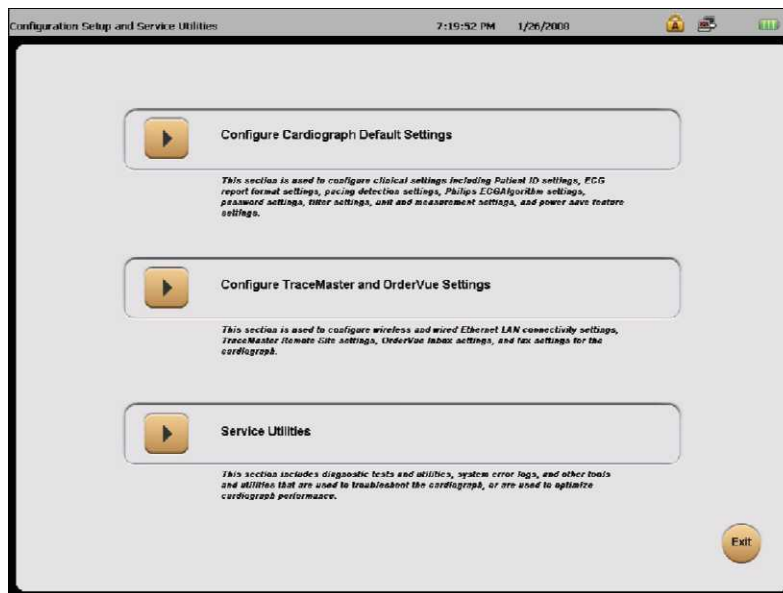 Configuration Setup and Service Utilities 7:19:52 PM 1/26/2008
Configure Cardiograph Default Settings
This section is used to configure clinical settings including Patient ID settings, ECG
report format settings, pacing detection settings, Philips ECGAlgorithm settings,
password settings, filter settings, unit and measurement settings, and power save feature
settings.
Configure TraceMaster and OrderVue Settings
This section is used to configure wireless and wired Ethernet LAN connectivity settings,
TraceMaster Remote Site settings, OrderVue Inbox settings, and fax settings for the
cardiograph.
Service Utilities
This section includes diagnostic tests and utilities, system error logs, and other tools
and utilities that are used to troubleshoot the cardiograph, or are used to optimize
cardiograph performance.
Exit